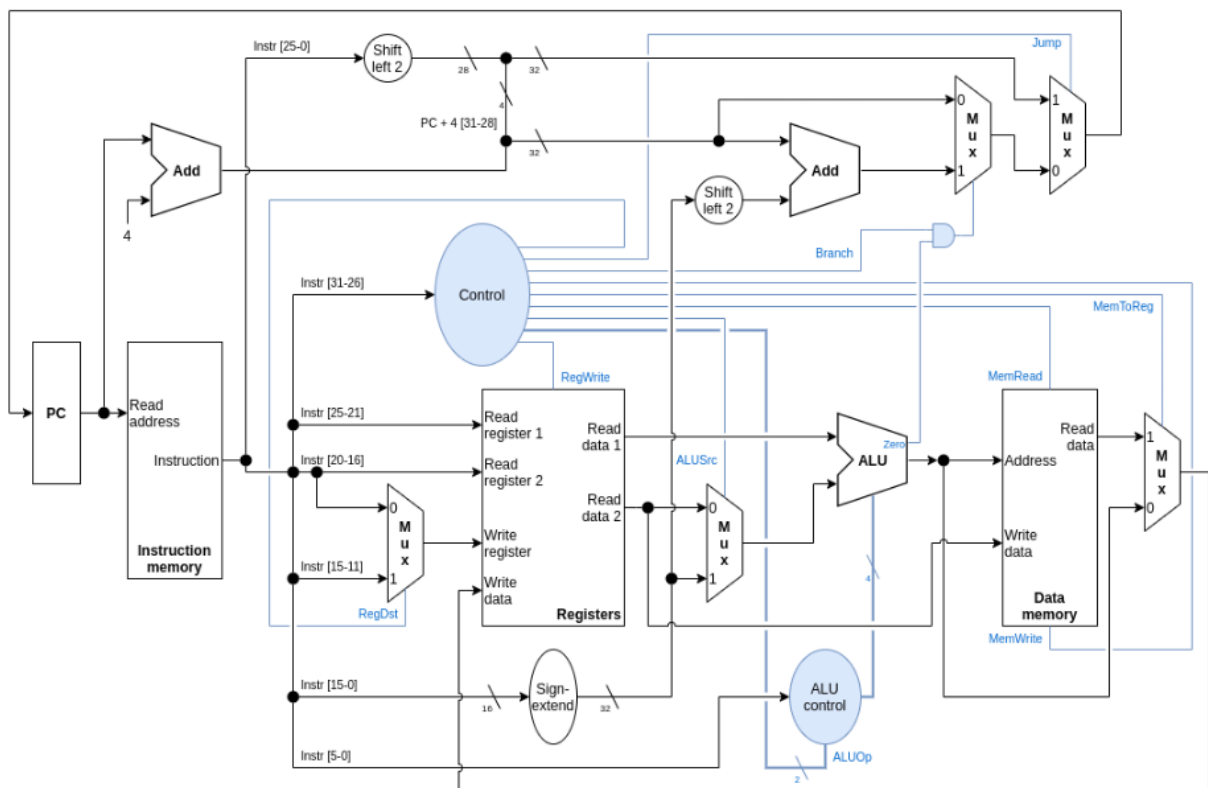 Jump
Instr [25-0]
Shift
left 2
28
32
4
PC + 4 [31-28]
32
Add
4
0
M
u
x
1
1
M
u
x
0
Add
Shift
left 2
Branch
Control
Instr [31-26]
MemToReg
PC
Read
address
Instruction
Instruction
memory
RegWrite
MemRead
Instr [25-21]
Read
register 1
Read
data 1
Instr [20-16]
Read
register 2
Read
data 2
ALUSrc
Zero
ALU
Read
data
Address
1
M
u
x
0
0
M
u
x
1
Write
register
Write
data
Registers
Instr [15-11]
RegDst
0
M
u
x
1
4
Write
data
Data
memory
MemWrite
Instr [15-0]
16
Sign-
extend
32
ALU
control
Instr [5-0]
ALUOp
2